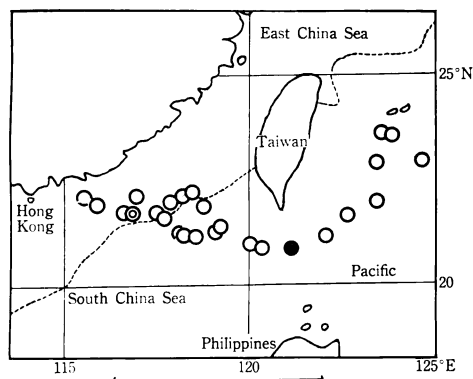 East China Sea
25°N
Taiwan
Hong
Kong
Pacific
20
South China Sea
Philippines
115
120
125°E